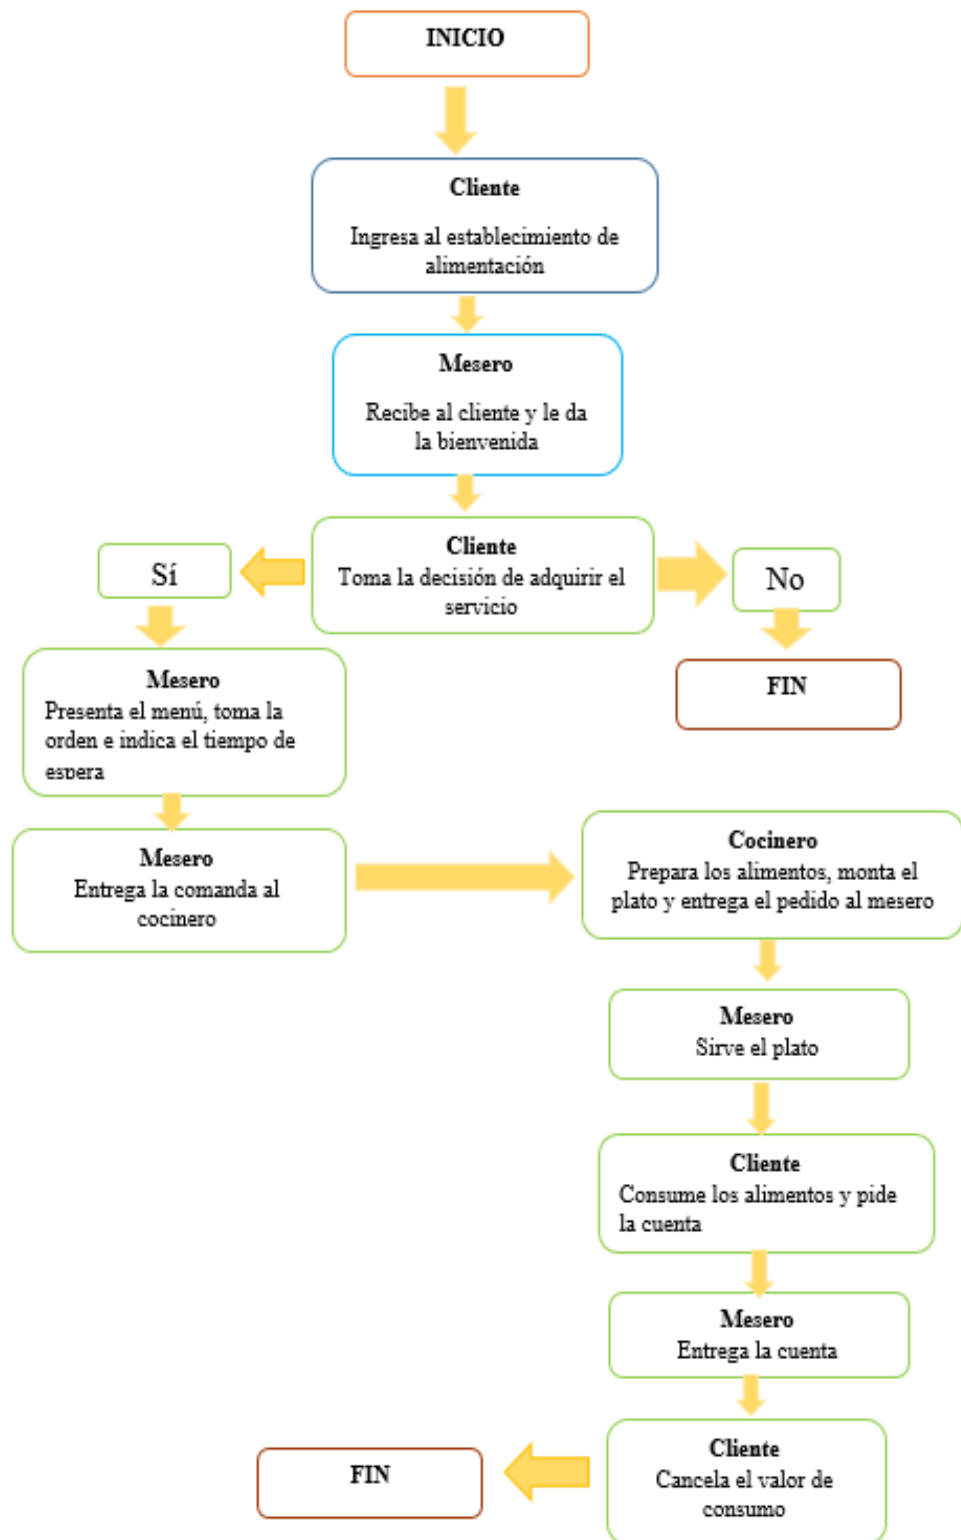 INICIO
Cliente
Ingresa al establecimiento de
alimentación
Mesero
Recibe al cliente y le da
la bienvenida
Cliente
Toma la decisión de adquirir el
servicio
Sí
No
Mesero
Presenta el menú, toma la
orden e indica el tiempo de
espera
FIN
Mesero
Entrega la comanda al
cocinero
Cocinero
Prepara los alimentos, monta el
plato y entrega el pedido al mesero
Mesero
Sirve el plato
Cliente
Consume los alimentos y pide
la cuenta
Mesero
Entrega la cuenta
Cliente
Cancela el valor de
consumo
FIN